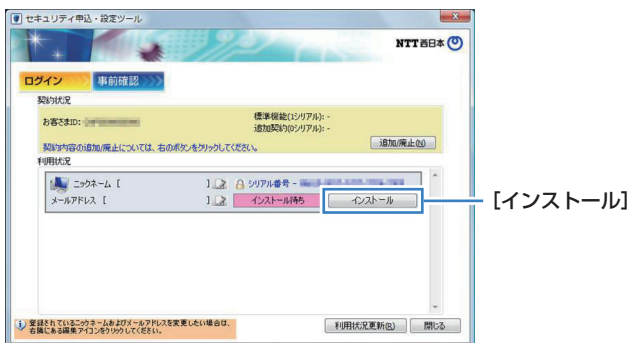 セキュリティ申込・設定ツール
NTT西日本
ログイン
事前確認
契約状況
お客さまID:
標準機能(1シリアル): -
追加契約(0シリアル): -
契約内容の追加/廃止については、右のボタンをクリックしてください。
追加/廃止(N)
利用状況
ニックネーム [ ] シリアル番号 -
メールアドレス [ ] インストール待ち インストール
[インストール]
登録されているニックネームおよびメールアドレスを変更したい場合は、
右隣にある編集アイコンをクリックしてください。
利用状況更新(R) 閉じる